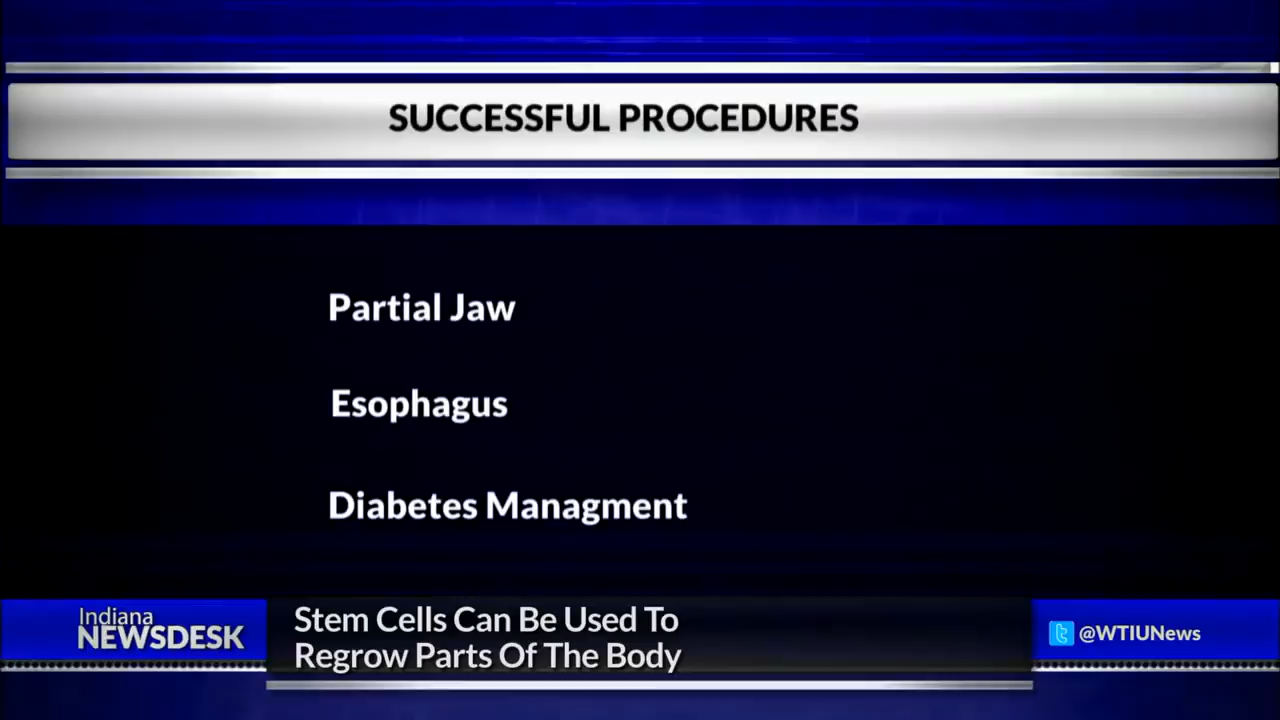 SUCCESSFUL PROCEDURES
Partial Jaw
Esophagus
Diabetes Managment
Indiana
NEWSDESK
Stem Cells Can Be Used To
Regrow Parts Of The Body
@WTIUNews